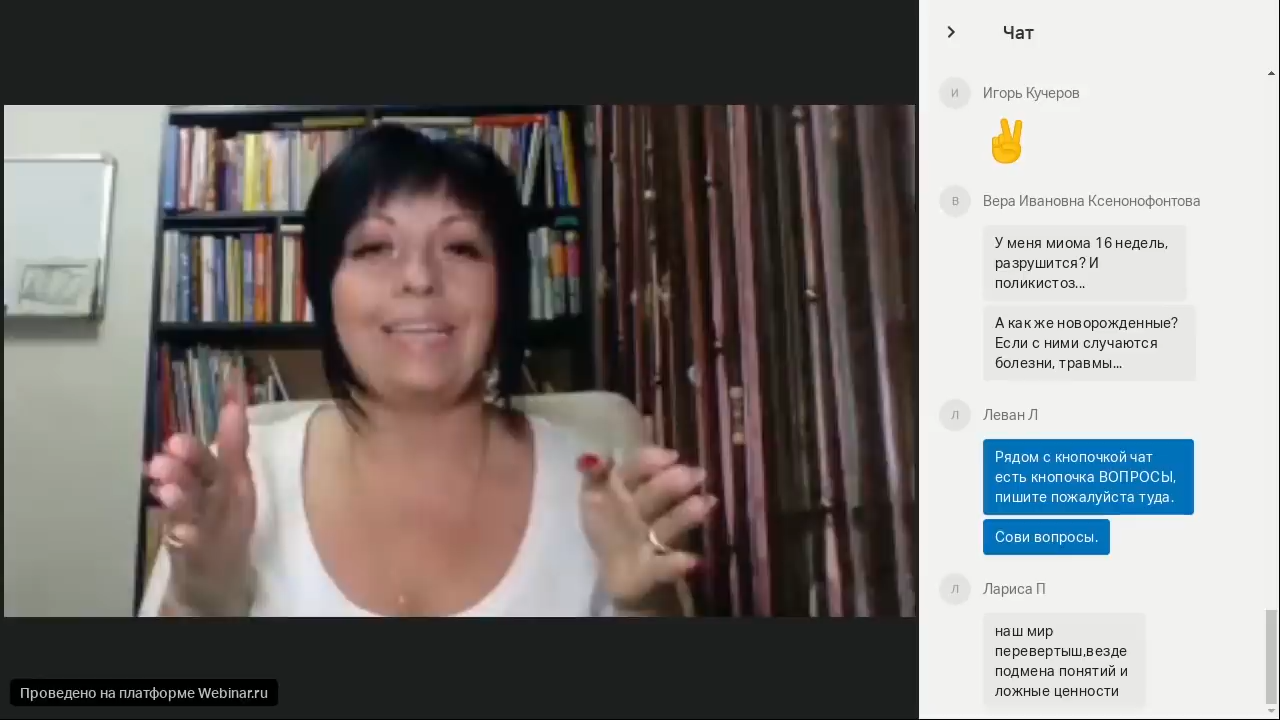 Чат
И
Игорь Кучеров
В
Вера Ивановна Ксенонофонтова
У меня миома 16 недель,
разрушится? И
поликистоз...
А как же новорожденные?
Если с ними случаются
болезни, травмы...
Л
Леван Л
Рядом с кнопочкой чат
есть кнопочка ВОПРОСЫ,
пишите пожалуйста туда.
Сови вопросы.
Л
Лариса П
наш мир
перевертыш,везде
подмена понятий и
ложные ценности
Проведено на платформе Webinar.ru